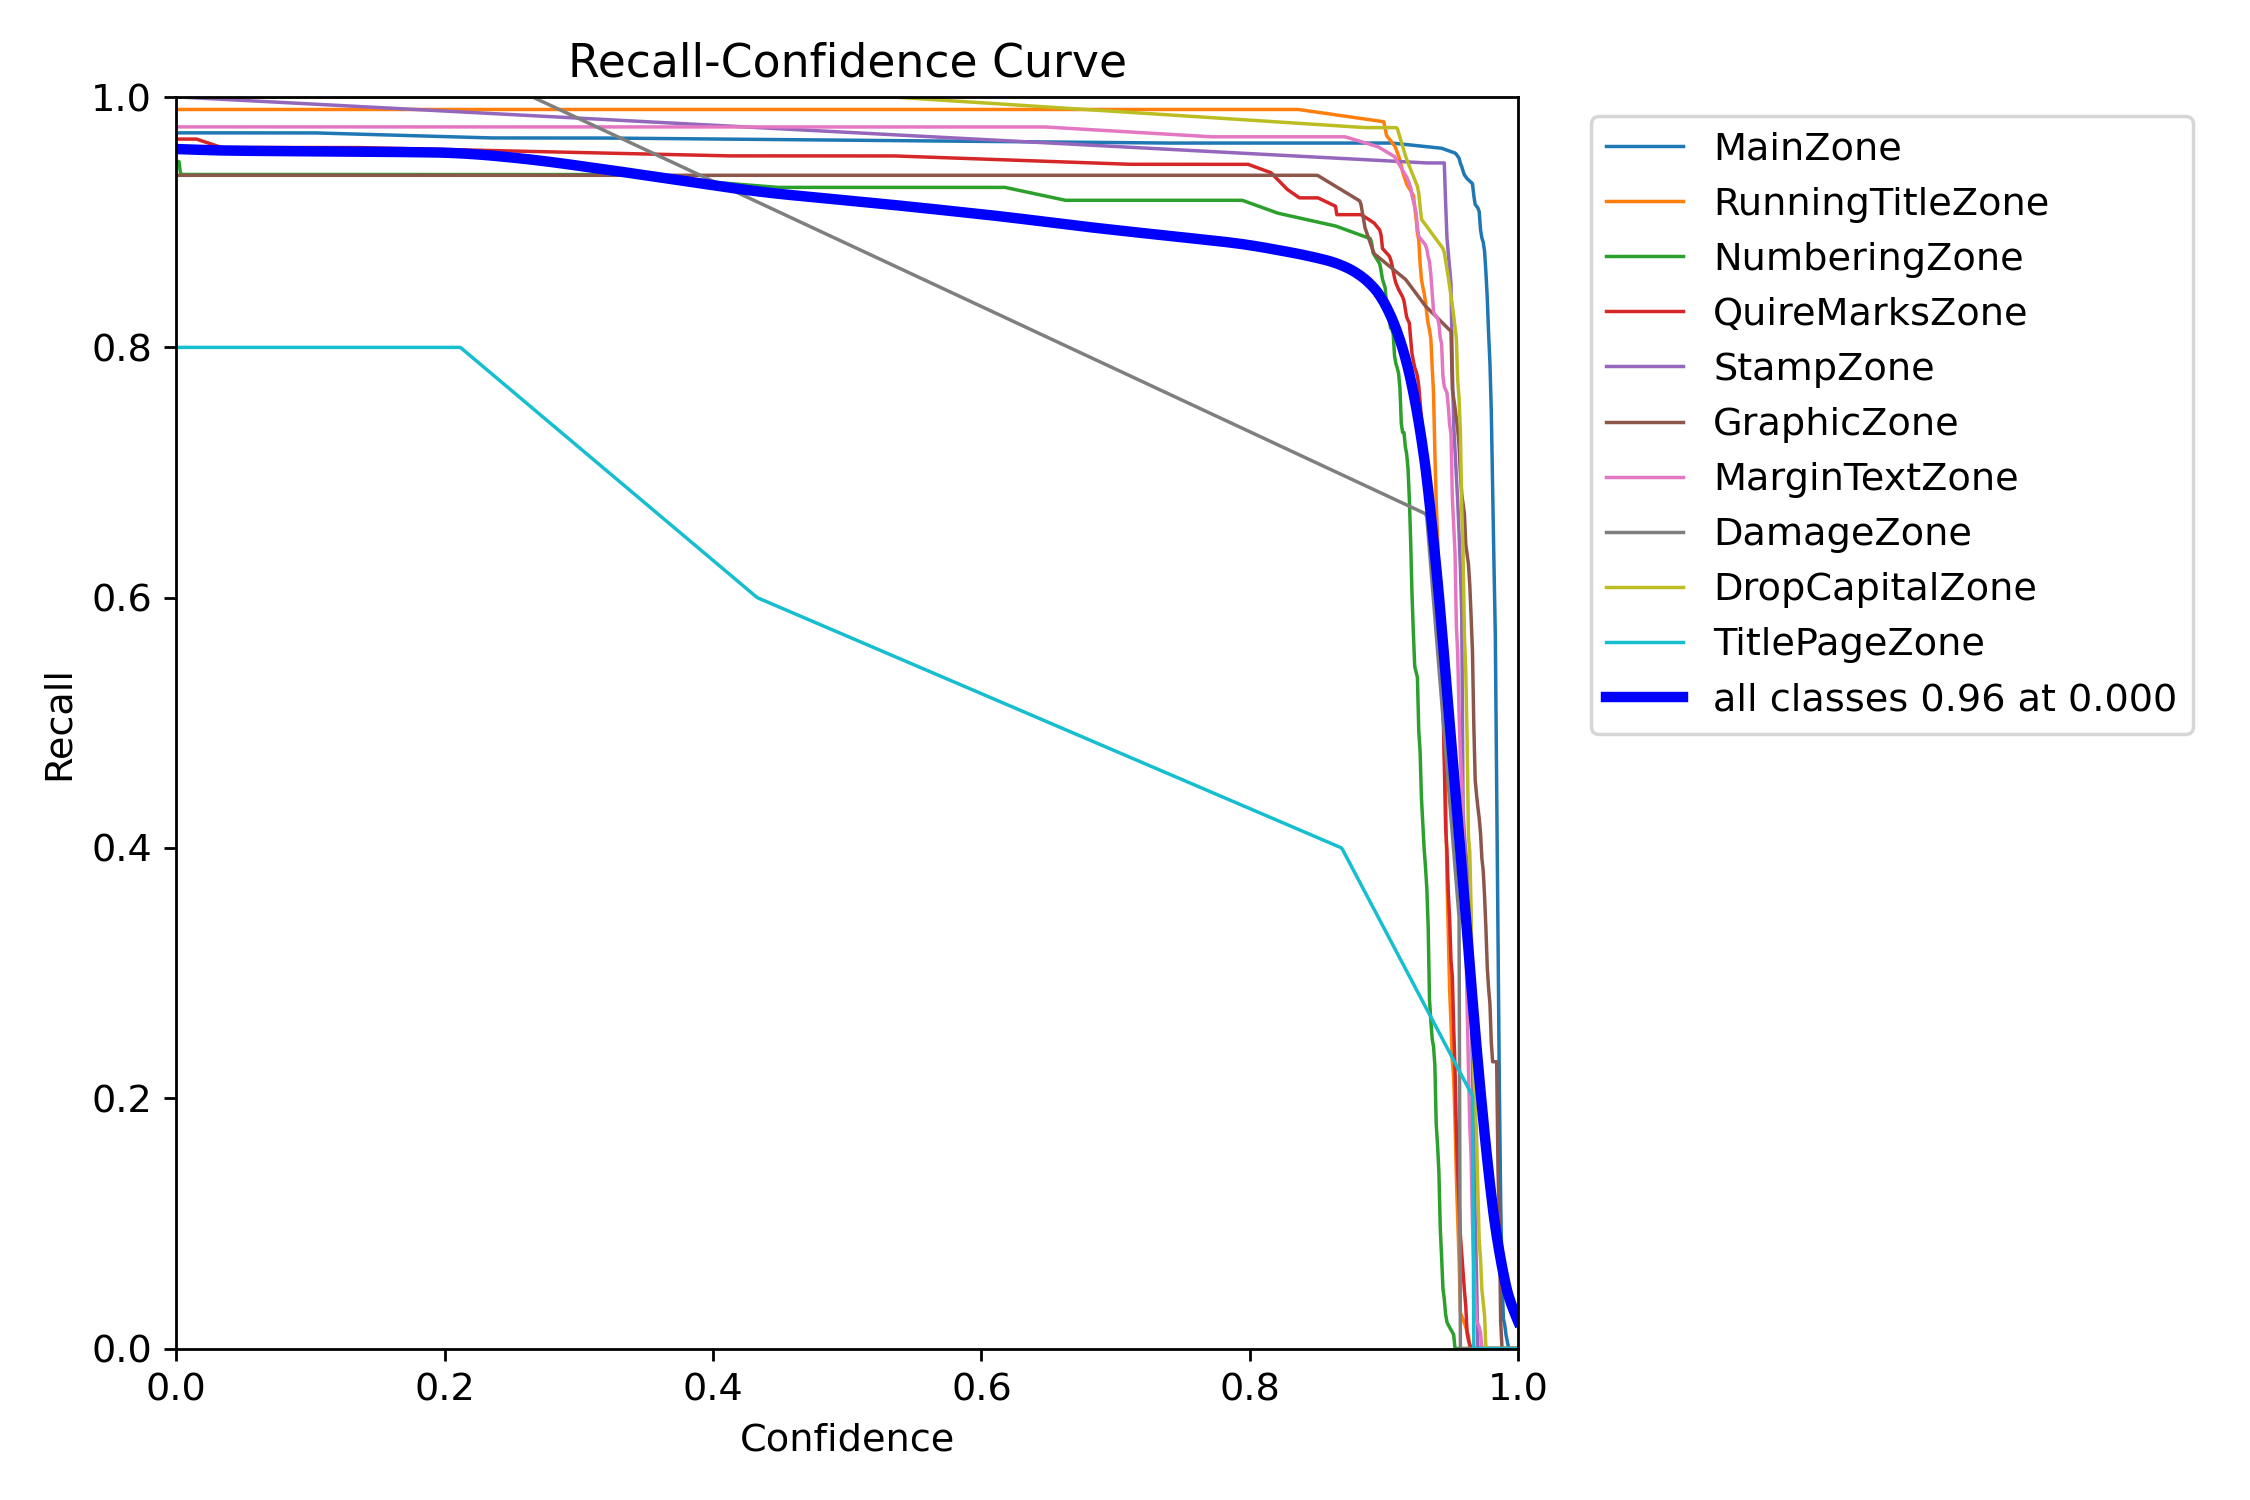 Recall-Confidence Curve
1.0
0.8
0.6
0.4
0.2
0.0
Recall
0.0 0.2 0.4 0.6 0.8 1.0
Confidence
MainZone
RunningTitleZone
NumberingZone
QuireMarksZone
StampZone
GraphicZone
MarginTextZone
DamageZone
DropCapitalZone
TitlePageZone
all classes 0.96 at 0.000